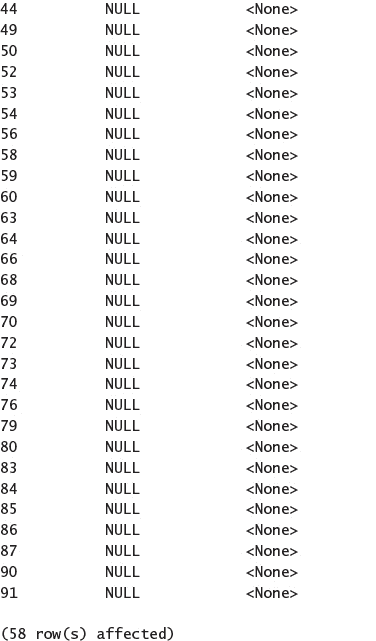 44 NULL <None>
49 NULL <None>
50 NULL <None>
52 NULL <None>
53 NULL <None>
54 NULL <None>
56 NULL <None>
58 NULL <None>
59 NULL <None>
60 NULL <None>
63 NULL <None>
64 NULL <None>
66 NULL <None>
68 NULL <None>
69 NULL <None>
70 NULL <None>
72 NULL <None>
73 NULL <None>
74 NULL <None>
76 NULL <None>
79 NULL <None>
80 NULL <None>
83 NULL <None>
84 NULL <None>
85 NULL <None>
86 NULL <None>
87 NULL <None>
90 NULL <None>
91 NULL <None>
(58 row(s) affected)